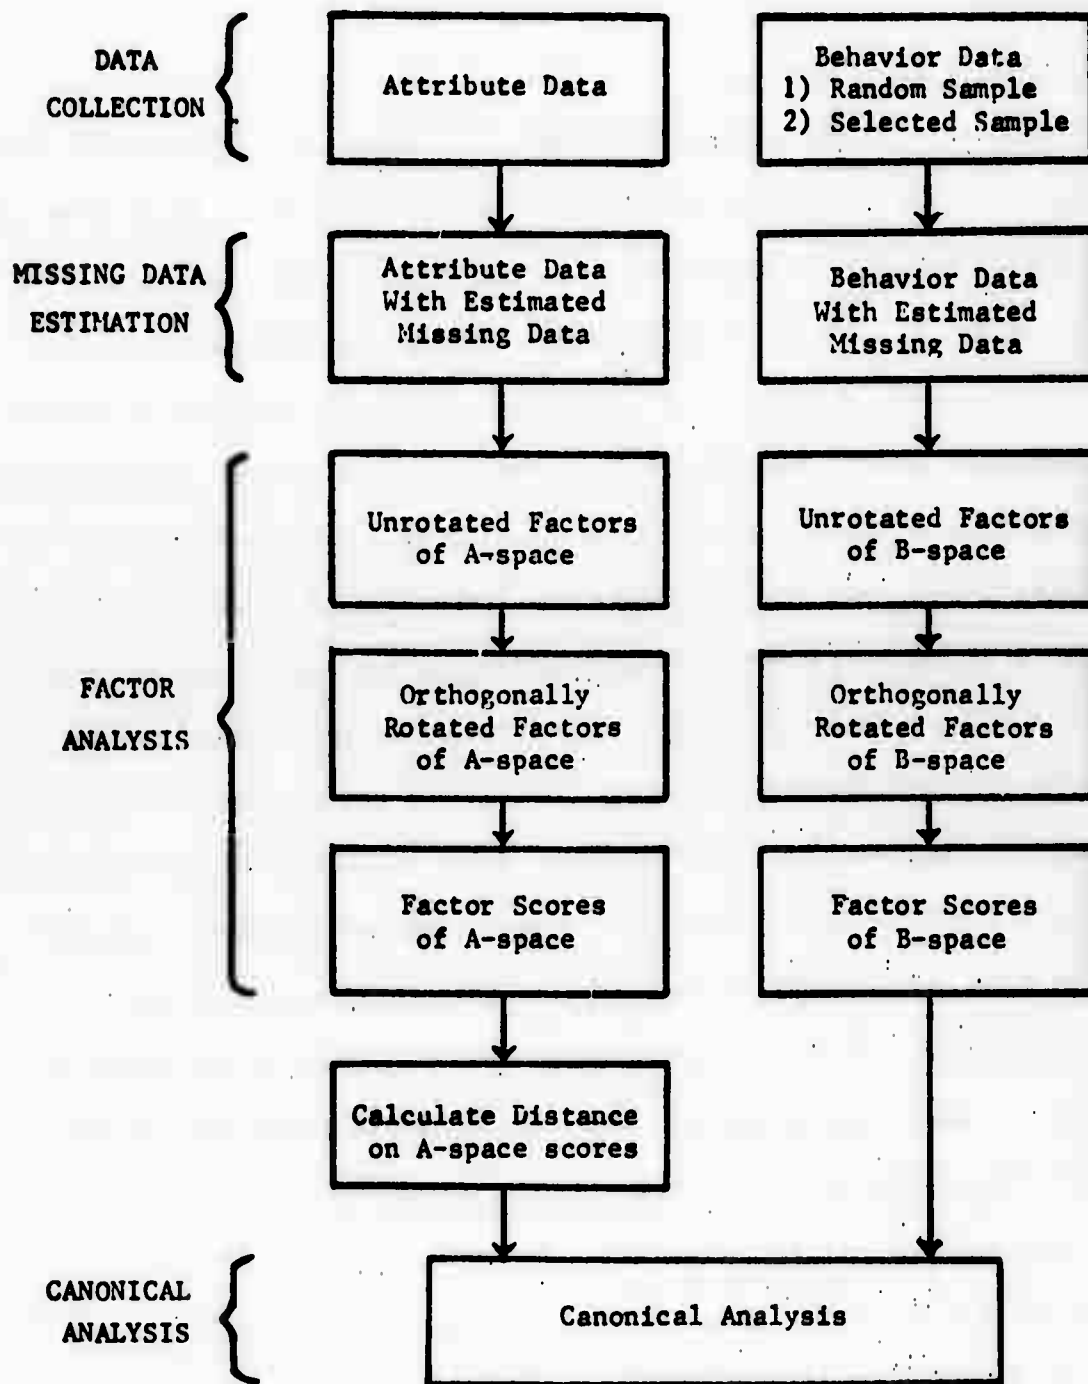 DATA
COLLECTION
Attribute Data
Behavior Data
1) Random Sample
2) Selected Sample
MISSING DATA
ESTIMATION
Attribute Data
With Estimated
Missing Data
Behavior Data
With Estimated
Missing Data
FACTOR
ANALYSIS
Unrotated Factors
of A-space
Unrotated Factors
of B-space
Orthogonally
Rotated Factors
of A-space
Orthogonally
Rotated Factors
of B-space
Factor Scores
of A-space
Factor Scores
of B-space
Calculate Distance
on A-space scores
CANONICAL
ANALYSIS
Canonical Analysis